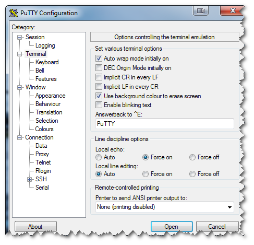 PuTTY Configuration
Category:
Session
Logging
Terminal
Keyboard
Bell
Features
Window
Appearance
Behaviour
Translation
Selection
Colours
Connection
Data
Proxy
Telnet
Rlogin
SSH
Serial
Options controlling the terminal emulation
Set various terminal options
Auto wrap mode initially on
DEC Origin Mode initially on
Implicit CR in every LF
Implicit LF in every CR
Use background colour to erase screen
Enable blinking text
Answerback to ^E:
PuTTY
Line discipline options
Local echo:
Auto Force on Force off
Local line editing:
Auto Force on Force off
Remote-controlled printing
Printer to send ANSI printer output to:
None (printing disabled)
About Open Cancel